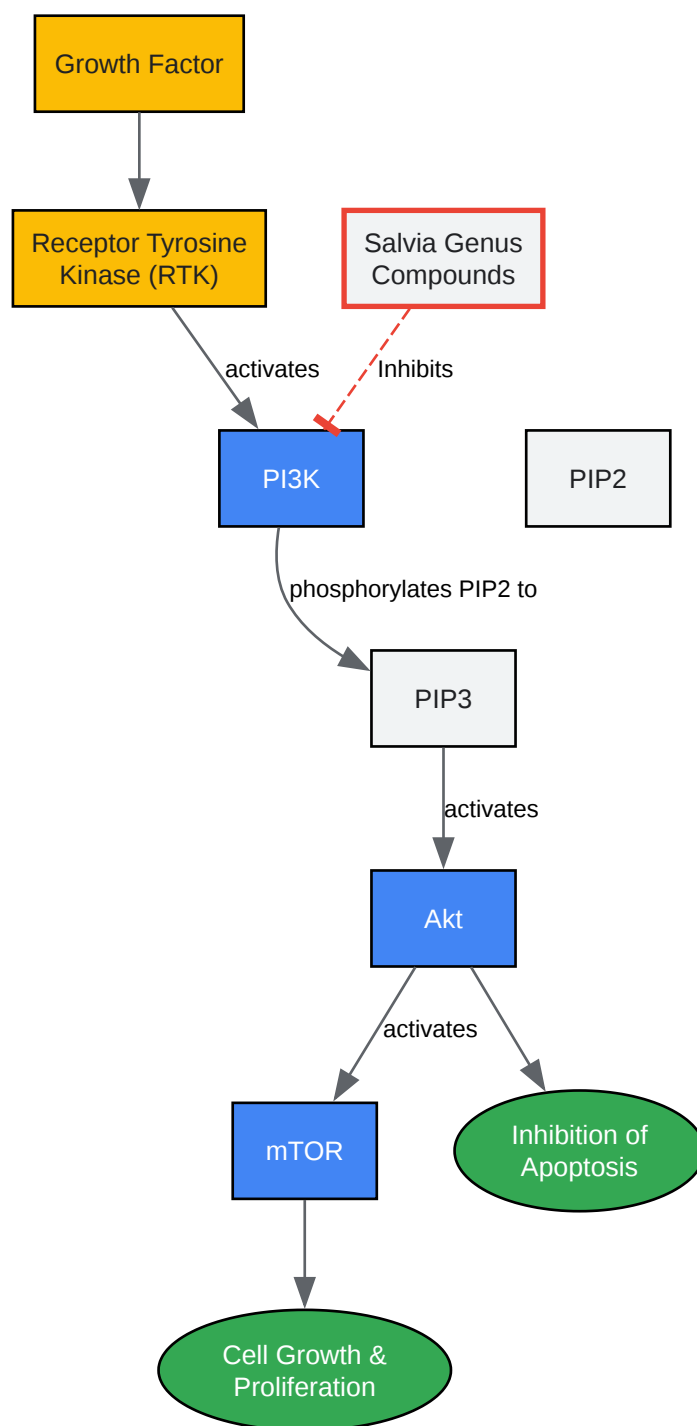 Growth Factor
Receptor Tyrosine
Kinase (RTK)
Salvia Genus
Compounds
activates
Inhibits
PI3K
PIP2
phosphorylates PIP2 to
PIP3
activates
Akt
activates
mTOR
Inhibition of
Apoptosis
Cell Growth &
Proliferation